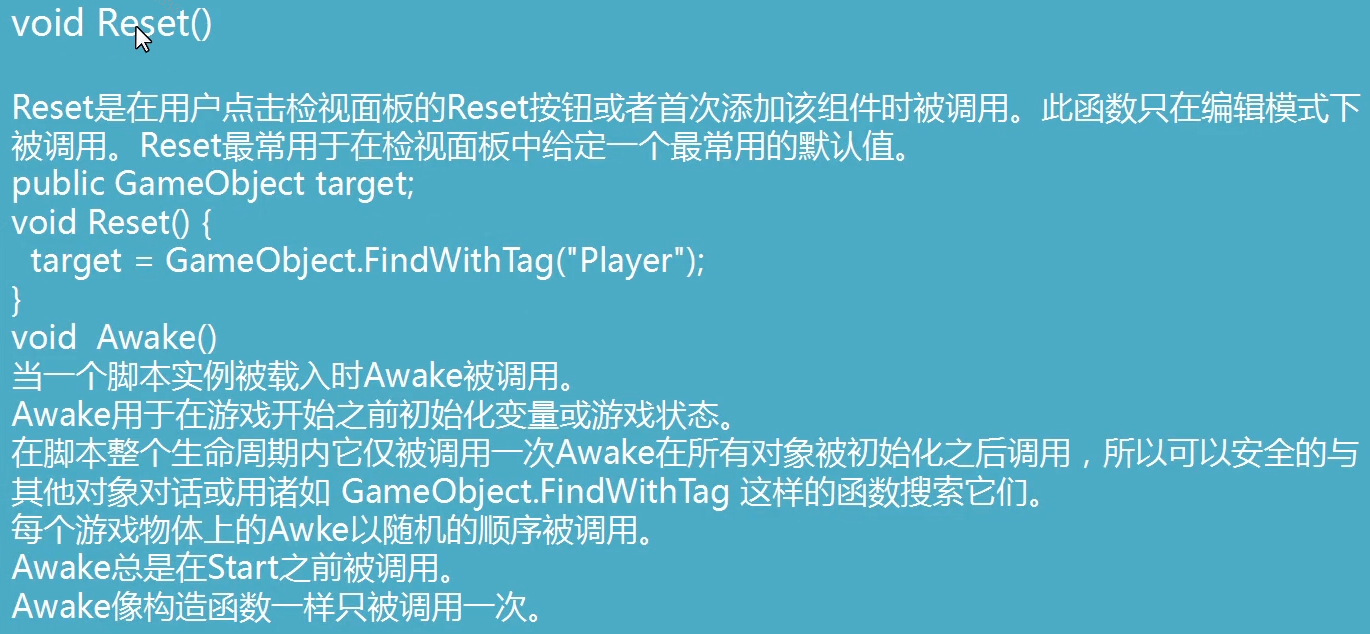 void Reset()
Reset是在用户点击检视面板的Reset按钮或者首次添加该组件时被调用。此函数只在编辑模式下
被调用。Reset最常用于在检视面板中给定一个最常用的默认值。
public GameObject target;
void Reset() {
  target = GameObject.FindWithTag("Player");
}
void  Awake()
当一个脚本实例被载入时Awake被调用。
Awake用于在游戏开始之前初始化变量或游戏状态。
在脚本整个生命周期内它仅被调用一次Awake在所有对象被初始化之后调用，所以可以安全的与
其他对象对话或用诸如 GameObject.FindWithTag 这样的函数搜索它们。
每个游戏物体上的Awke以随机的顺序被调用。
Awake总是在Start之前被调用。
Awake像构造函数一样只被调用一次。